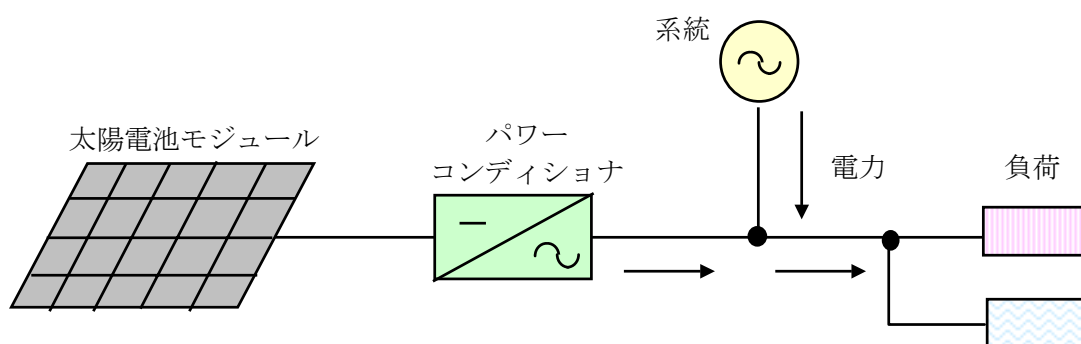 系統
太陽電池モジュール
パワー
コンディショナ
電力
負荷